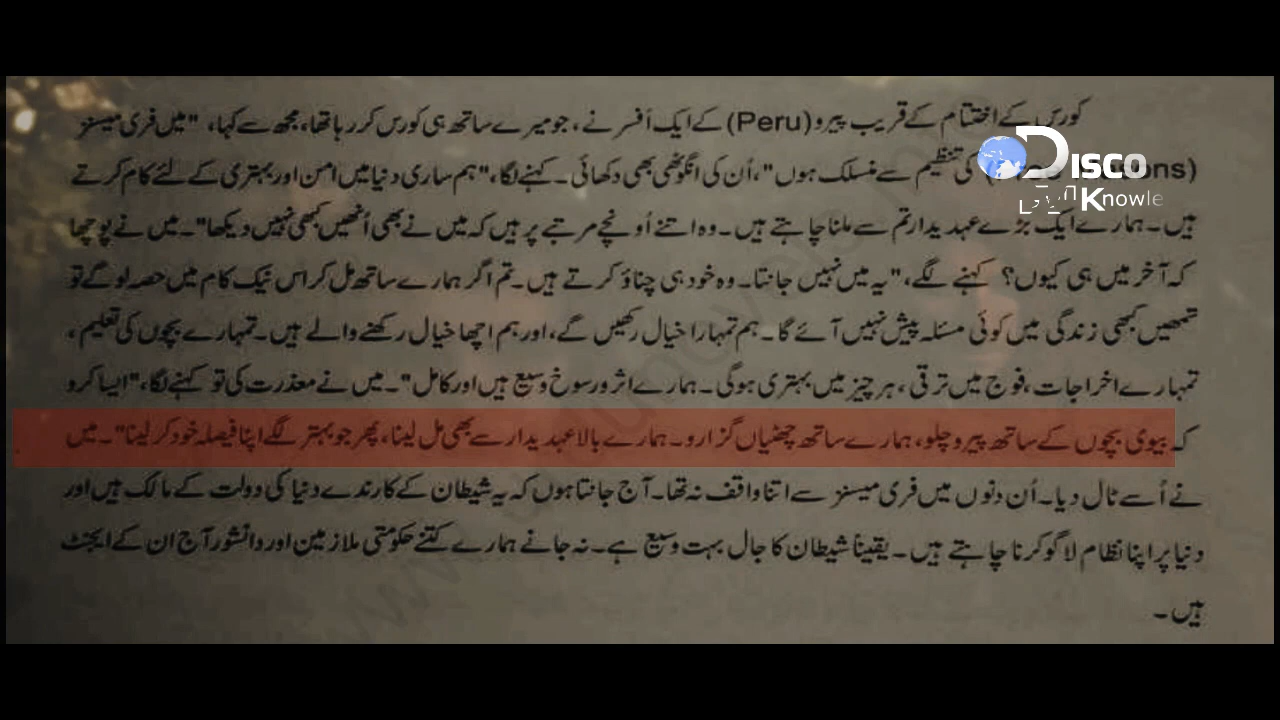 کورس کے اختتام کے قریب پیرو (Peru) کے ایک اُفسر نے، جو میرے ساتھ ہی کورس کر رہا تھا، مجھ سے کہا، "میں فری میسنز
ons) کی تنظیم سے منسلک ہوں"، اُن کی انگوٹھی بھی دکھائی۔ کہنے لگا، "ہم ساری دنیا میں امن اور بہتری کے لئے کام کرتے
ہیں۔ ہمارے ایک بڑے عہدیدار تم سے ملنا چاہتے ہیں۔ وہ اتنے اُونچے مرتبے پر ہیں کہ میں نے بھی اُنھیں کبھی نہیں دیکھا"۔ میں نے پوچھا
کہ آخر میں ہی کیوں؟ کہنے لگے، "یہ میں نہیں جانتا۔ وہ خود ہی چناؤ کرتے ہیں۔ تم اگر ہمارے ساتھ مل کر اس نیک کام میں حصہ لو گے تو
تمھیں کبھی زندگی میں کوئی مسئلہ پیش نہیں آئے گا۔ ہم تمہارا خیال رکھیں گے، اور ہم اچھا خیال رکھنے والے ہیں۔ تمہارے بچوں کی تعلیم،
تمہارے اخراجات، فوج میں ترقی، ہر چیز میں بہتری ہوگی۔ ہمارے اثر ورسوخ وسیع ہیں اور کامل"۔ میں نے معذرت کی تو کہنے لگا، "ایسا کرو
کہ بیوی بچوں کے ساتھ پیرو چلو، ہمارے ساتھ چھٹیاں گزارو۔ ہمارے بالا عہدیدار سے بھی مل لینا، پھر جو بہتر لگے اپنا فیصلہ خود کر لینا"۔ میں
نے اُسے ٹال دیا۔ اُن دنوں میں فری میسنز سے اتنا واقف نہ تھا۔ آج جانتا ہوں کہ یہ شیطان کے کارندے دنیا کی دولت کے مالک ہیں اور
دنیا پر اپنا نظام لاگو کرنا چاہتے ہیں۔ یقیناً شیطان کا جال بہت وسیع ہے۔ نہ جانے ہمارے کتنے حکومتی ملازمین اور دانشور آج ان کے ایجنٹ
ہیں۔
DISCO
Knowle